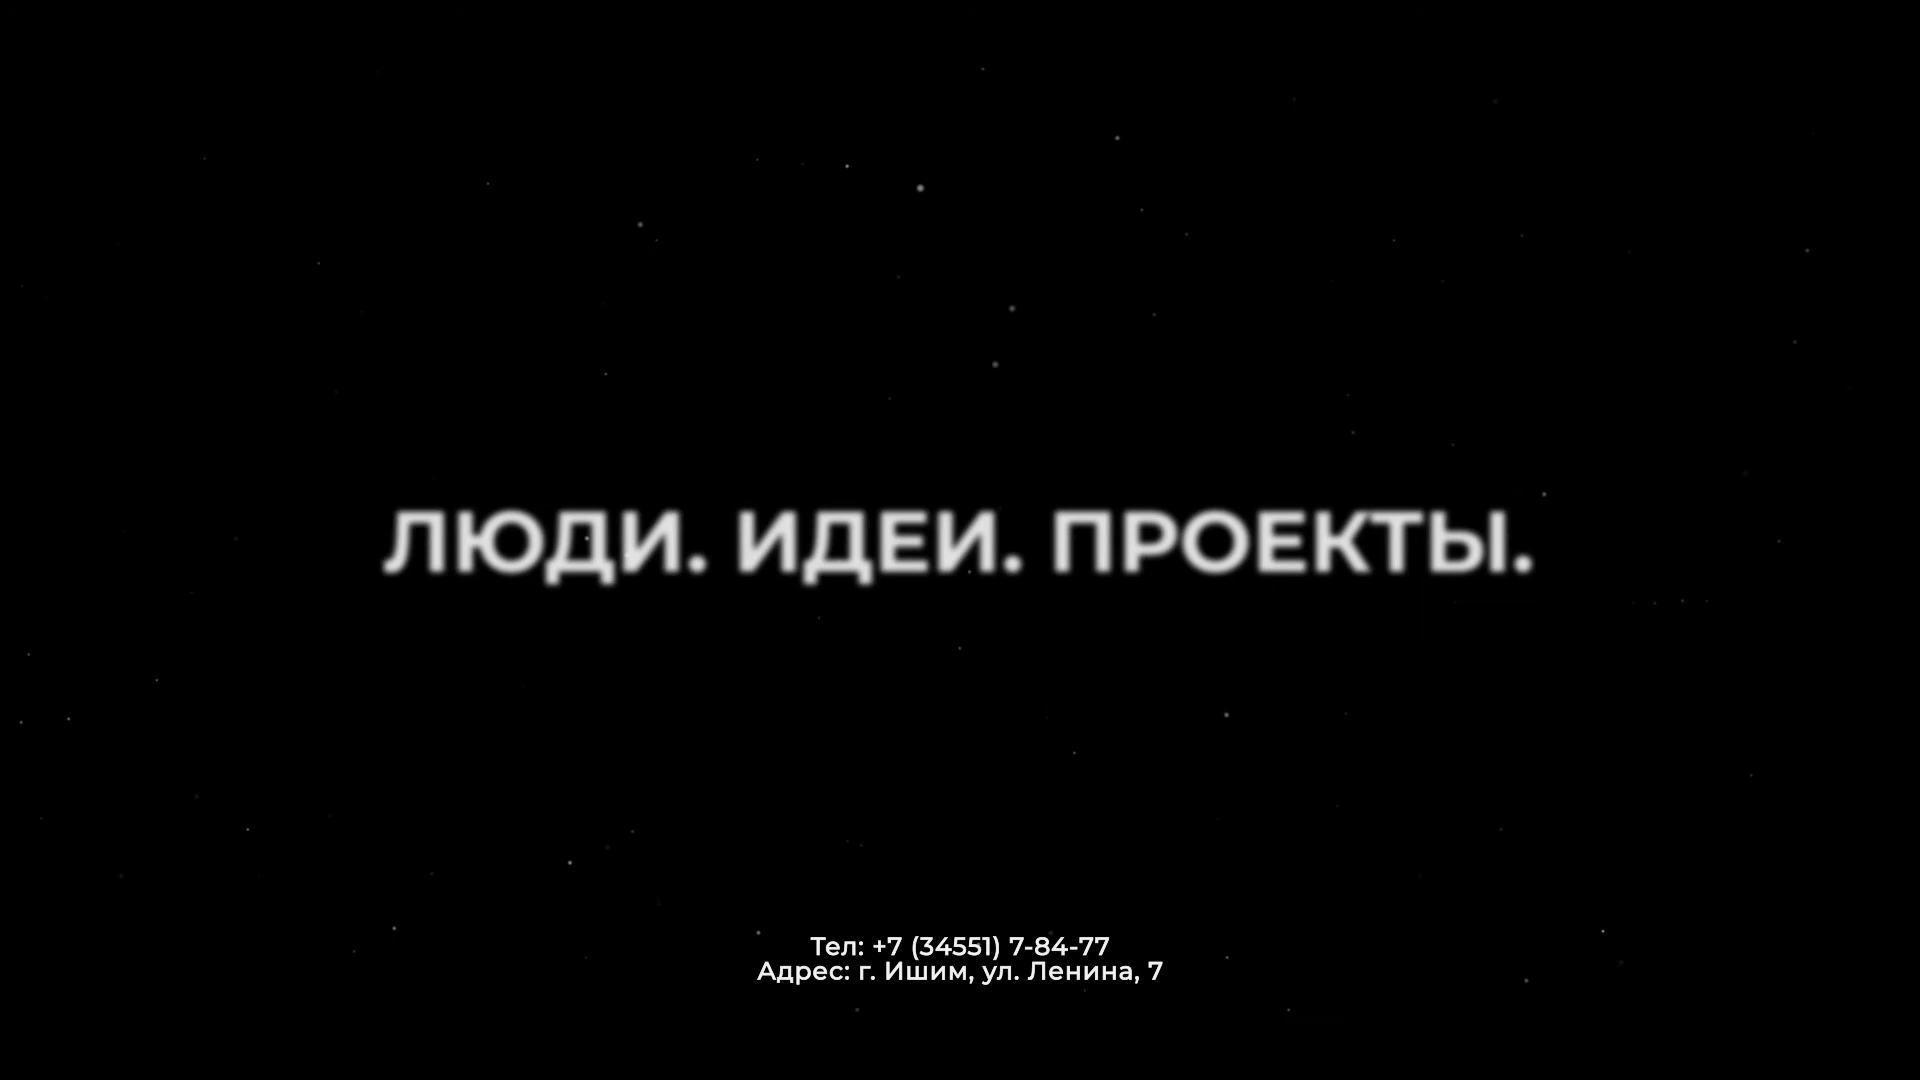 ЛЮДИ. ИДЕИ. ПРОЕКТЫ.
Тел: +7 (34551) 7-84-77
Адрес: г. Ишим, ул. Ленина, 7